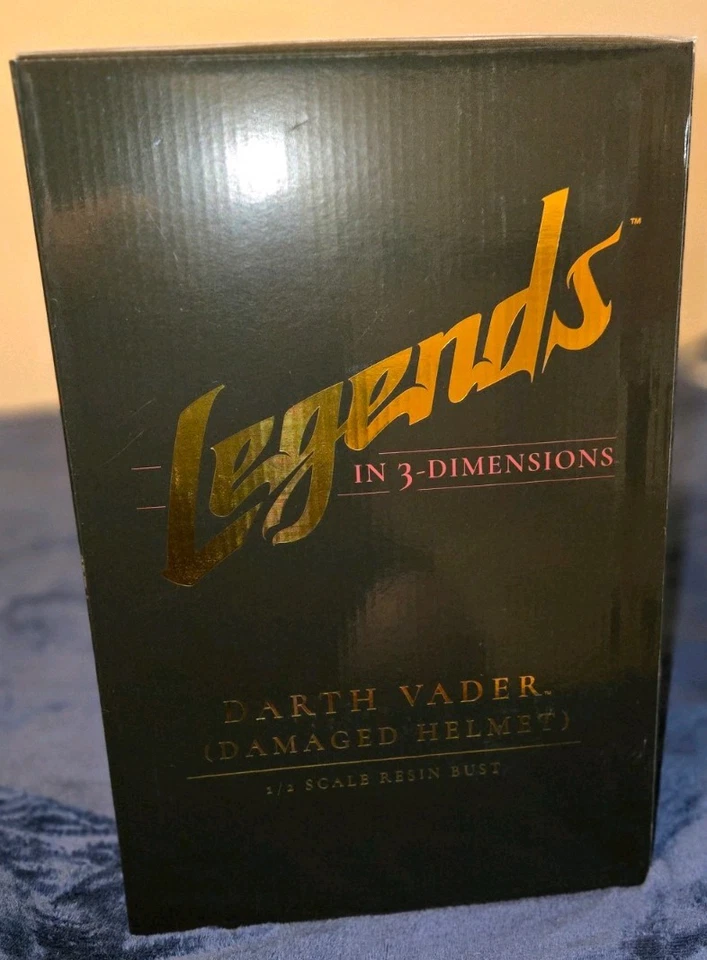 Legends™
IN 3-DIMENSIONS
DARTH VADER™
(DAMAGED HELMET)
1/2 SCALE RESIN BUST